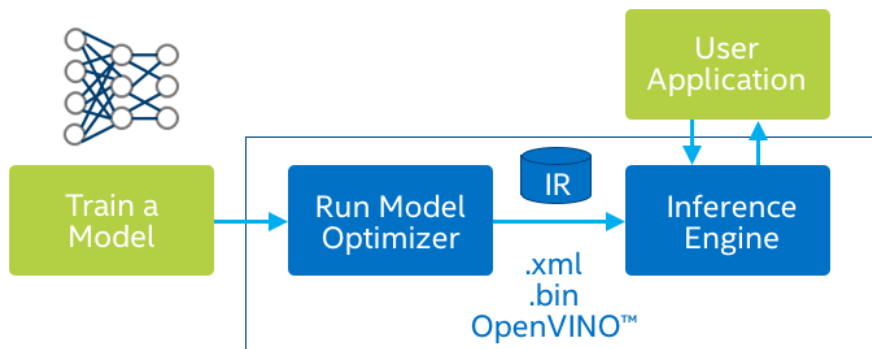 User
Application
Train a
Model
Run Model
Optimizer
IR
.xml
.bin
OpenVINO™
Inference
Engine